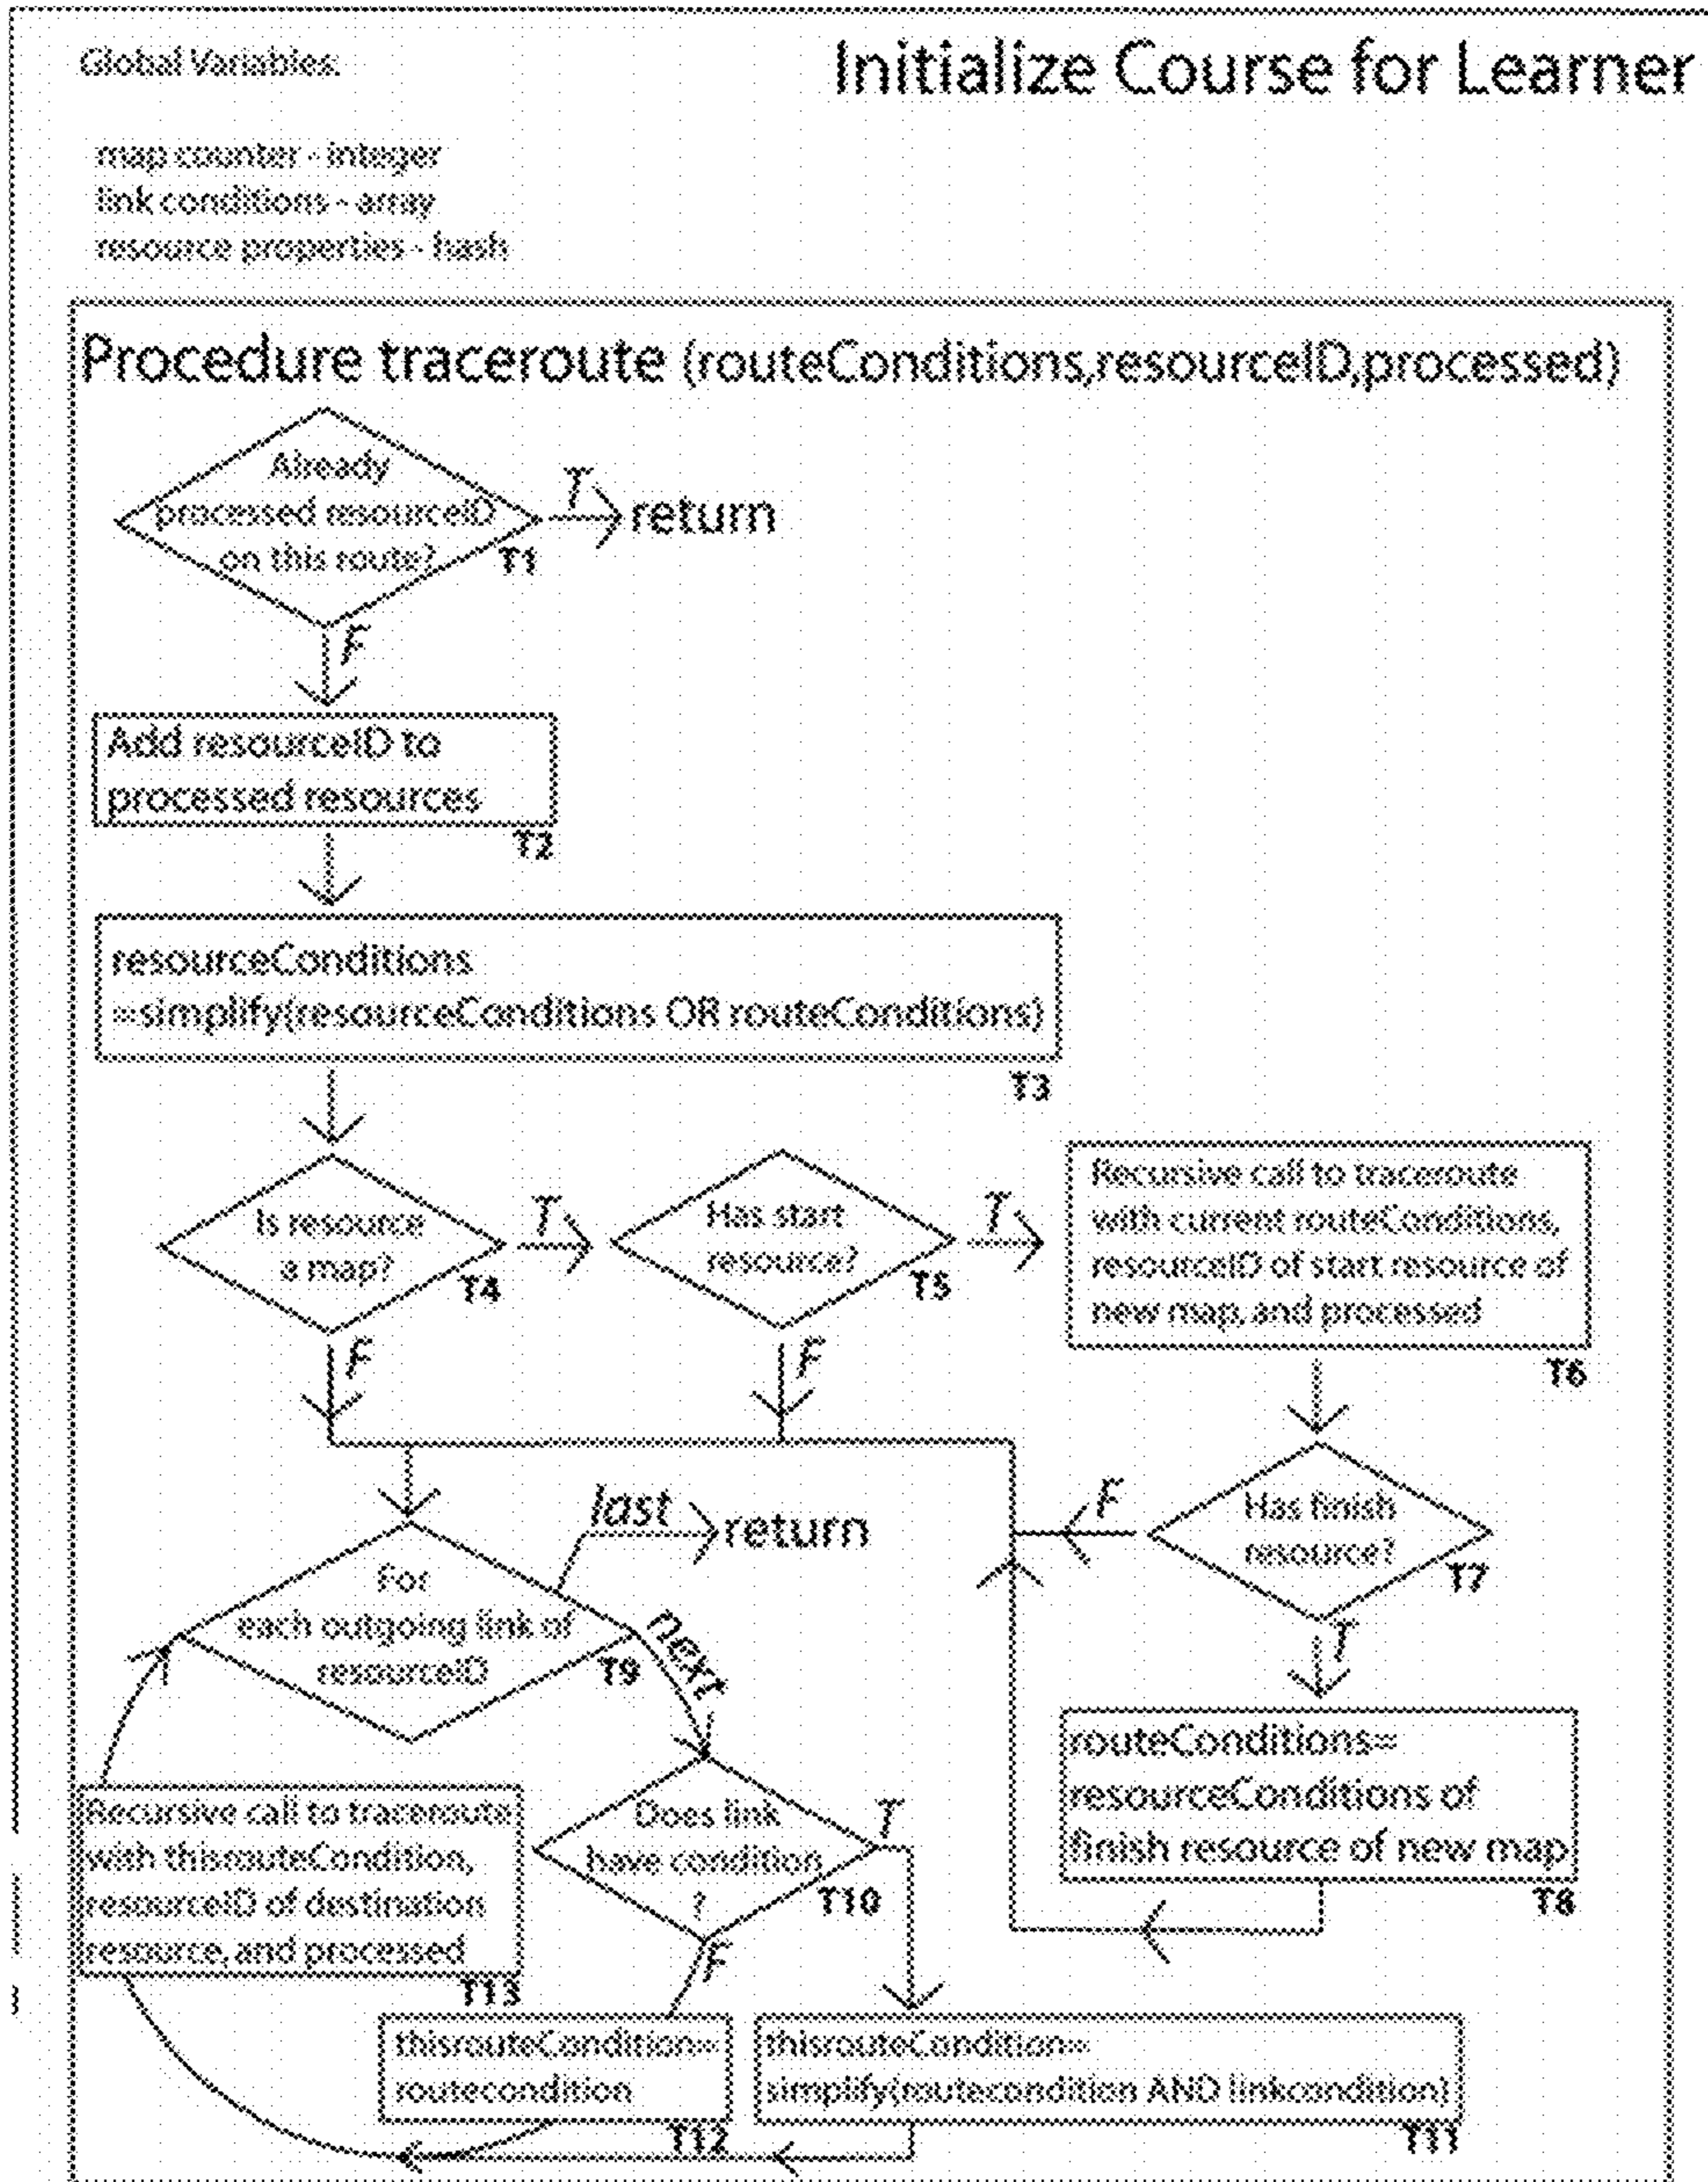 Global Variables:
Initialize Course for Learner
map counter - integer
link conditions - array
resource properties - hash
Procedure traceroute (routeConditions,resourceID,processed)
Already
processed resourceID
on this route?
T1
T
return
F
Add resourceID to
processed resources
T2
resourceConditions
=simplify(resourceConditions OR routeConditions)
T3
Is resource
a map?
T4
T
F
Has start
resource?
T5
T
F
Recursive call to traceroute
with current routeConditions,
resourceID of start resource of
new map, and processed
T6
Has finish
resource?
T7
F
T
routeConditions=
resourceConditions of
finish resource of new map
T8
For
each outgoing link of
resourceID
T9
last
return
next
Does link
have condition
?
T10
T
F
thisrouteCondition=
simplify(routecondition AND linkcondition)
T11
thisrouteCondition=
routecondition
T12
Recursive call to traceroute
with thisrouteCondition,
resourceID of destination
resource, and processed
T13